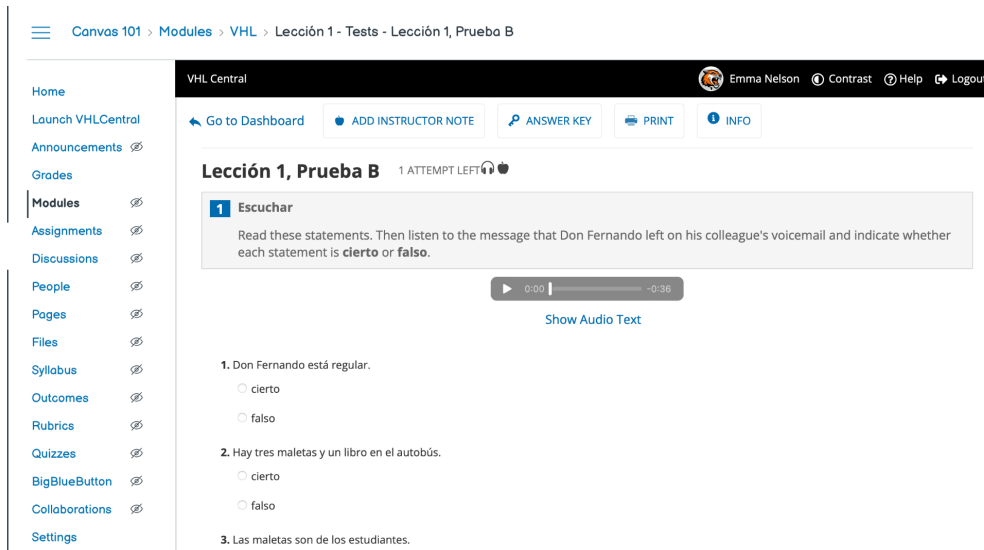 Canvas 101 > Modules > VHL > Lección 1 - Tests - Lección 1, Prueba B
Home
Launch VHLCentral
Announcements
Grades
Modules
Assignments
Discussions
People
Pages
Files
Syllabus
Outcomes
Rubrics
Quizzes
BigBlueButton
Collaborations
Settings
VHL Central
Emma Nelson Contrast Help Logout
Go to Dashboard ADD INSTRUCTOR NOTE ANSWER KEY PRINT INFO
Lección 1, Prueba B 1 ATTEMPT LEFT
1 Escuchar
Read these statements. Then listen to the message that Don Fernando left on his colleague's voicemail and indicate whether
each statement is cierto or falso.
0:00 -0:36
Show Audio Text
1. Don Fernando está regular.
cierto
falso
2. Hay tres maletas y un libro en el autobús.
cierto
falso
3. Las maletas son de los estudiantes.